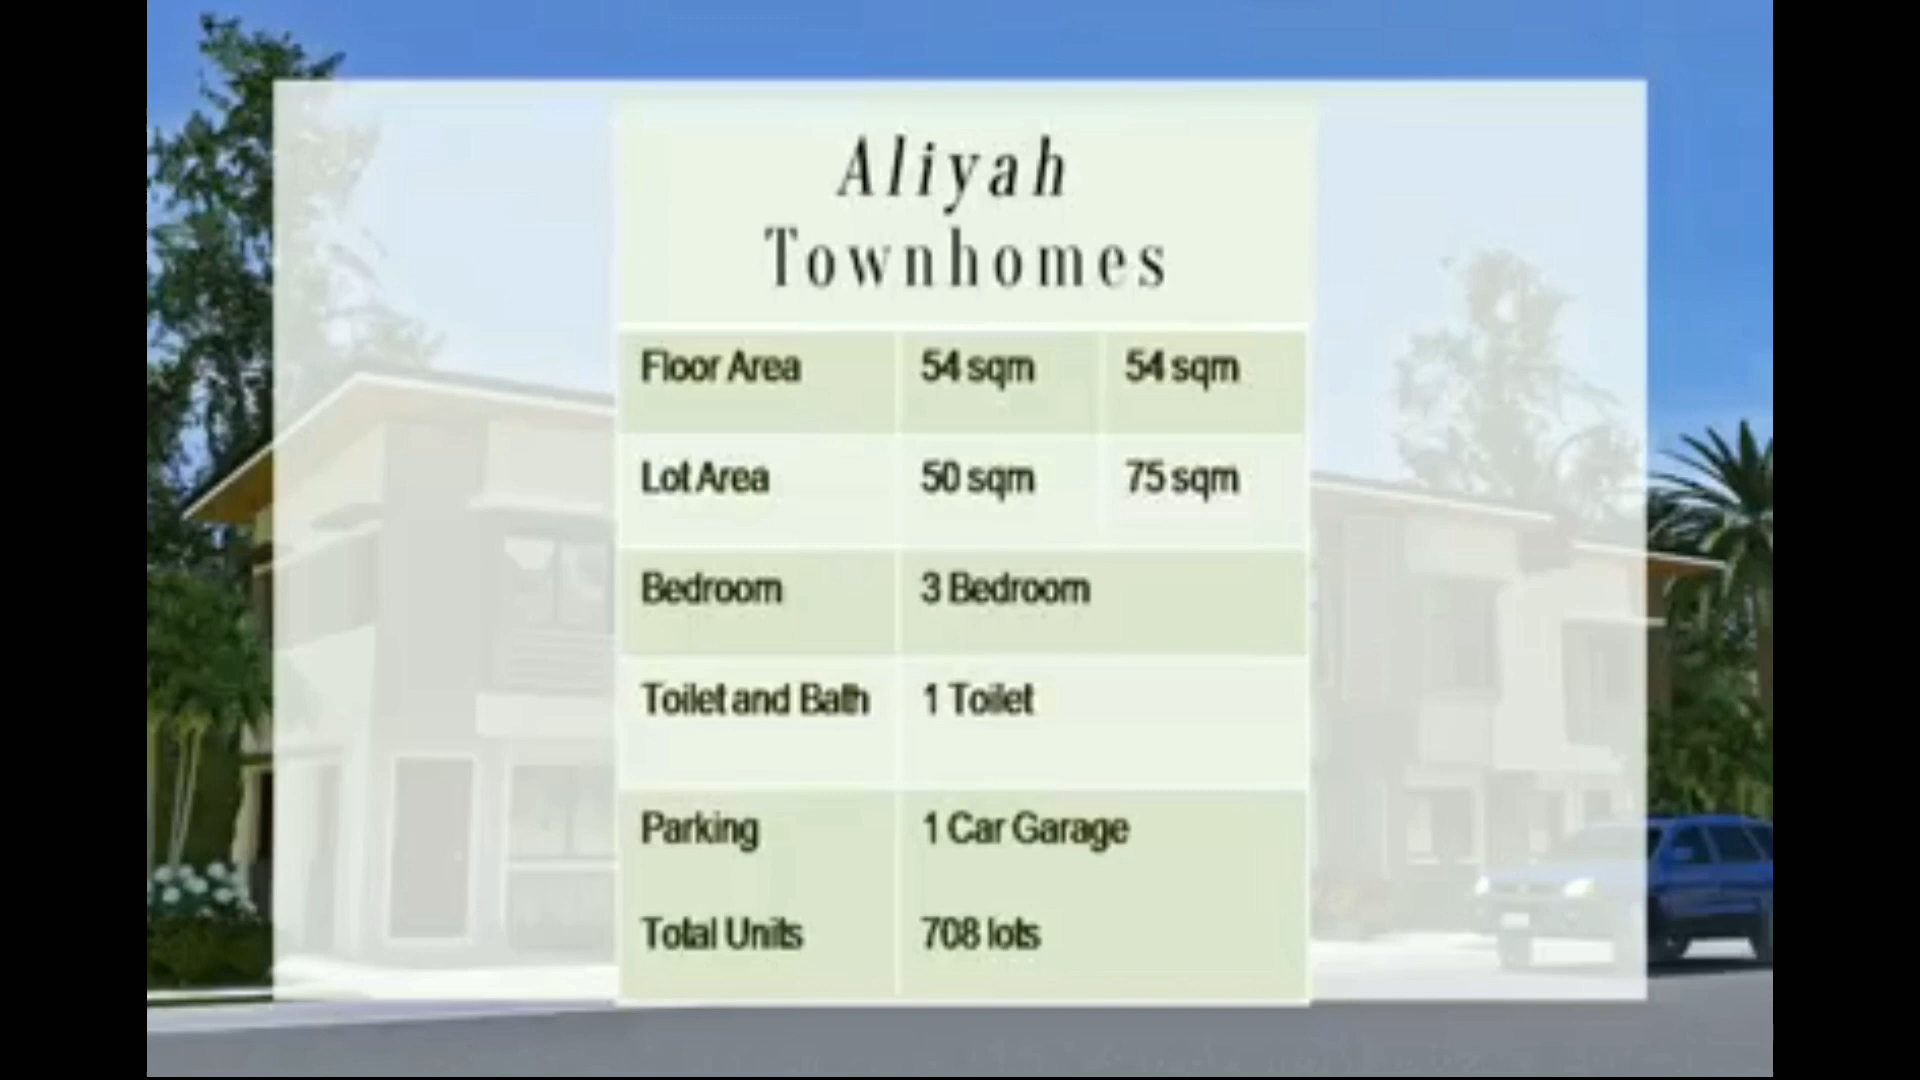 Aliyah
Townhomes
Floor Area 54 sqm 54 sqm
Lot Area 50 sqm 75 sqm
Bedroom 3 Bedroom
Toilet and Bath 1 Toilet
Parking 1 Car Garage
Total Units 708 lots